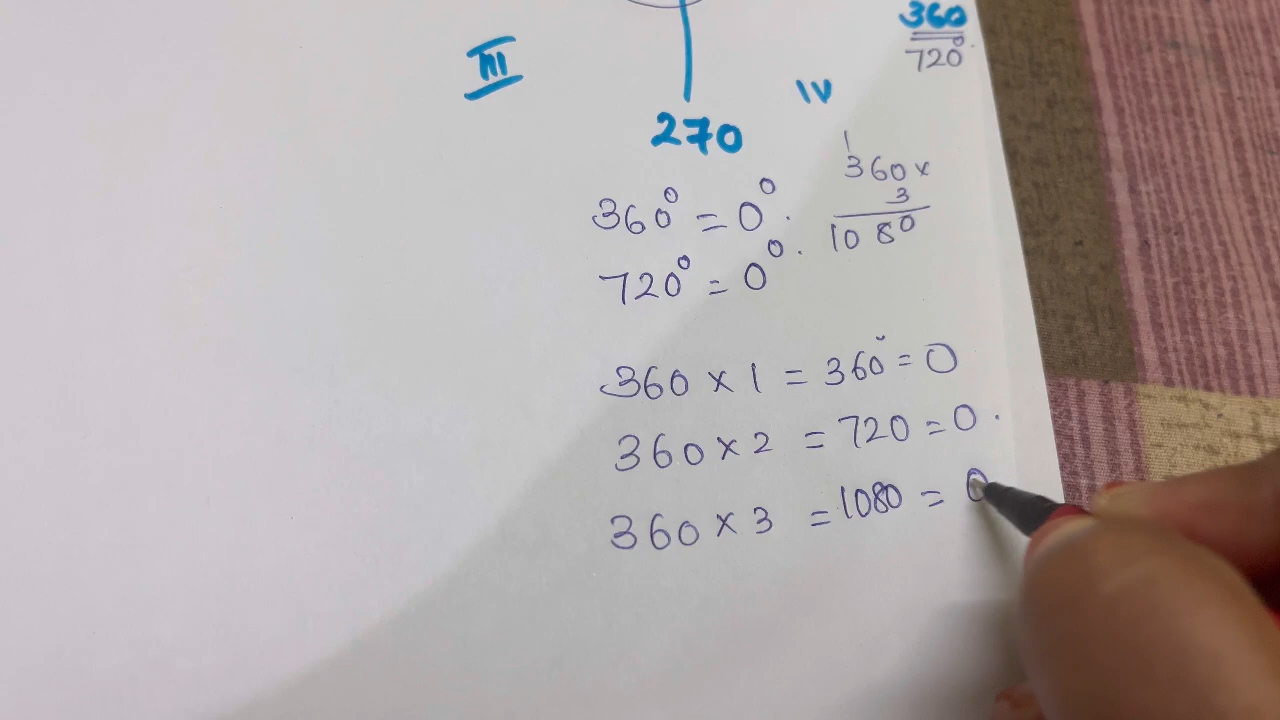 360
720°.
III
IV
270
1
360×
3
1080
360° = 0°.
720° = 0°.
360 × 1 = 360° = 0
360 × 2 = 720 = 0.
360 × 3 = 1080 = 0